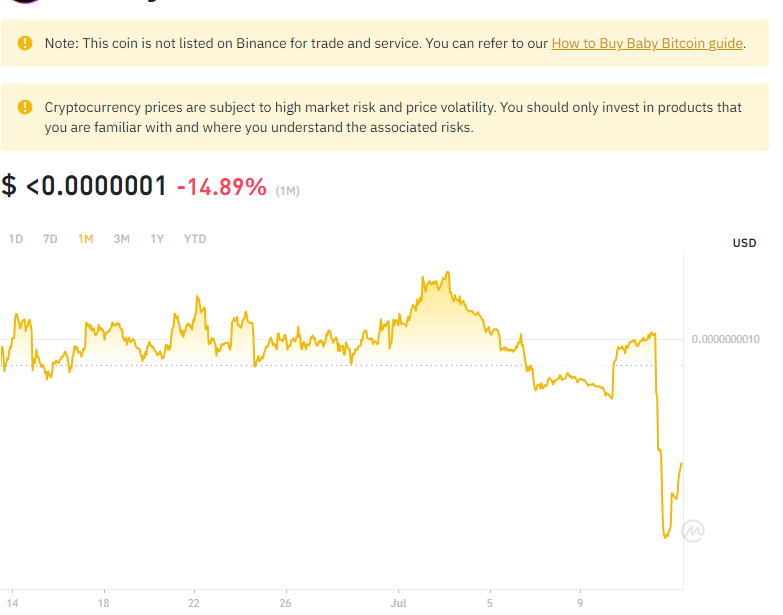 Note: This coin is not listed on Binance for trade and service. You can refer to our How to Buy Baby Bitcoin guide.
Cryptocurrency prices are subject to high market risk and price volatility. You should only invest in products that
you are familiar with and where you understand the associated risks.
$ <0.0000001 -14.89% (1M)
1D 7D 1M 3M 1Y YTD
USD
0.0000000010
14 18 22 26 Jul 5 9